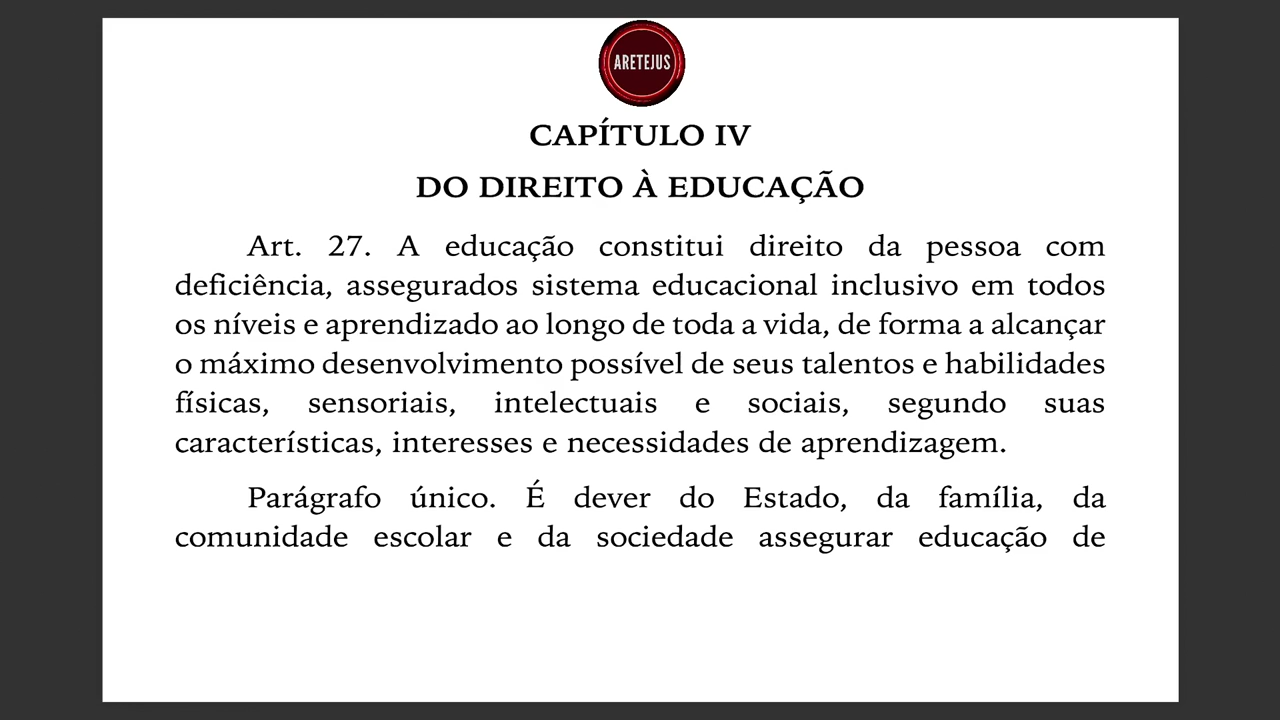 ARETEJUS
CAPÍTULO IV
DO DIREITO À EDUCAÇÃO
Art. 27. A educação constitui direito da pessoa com
deficiência, assegurados sistema educacional inclusivo em todos
os níveis e aprendizado ao longo de toda a vida, de forma a alcançar
o máximo desenvolvimento possível de seus talentos e habilidades
físicas, sensoriais, intelectuais e sociais, segundo suas
características, interesses e necessidades de aprendizagem.
Parágrafo único. É dever do Estado, da família, da
comunidade escolar e da sociedade assegurar educação de